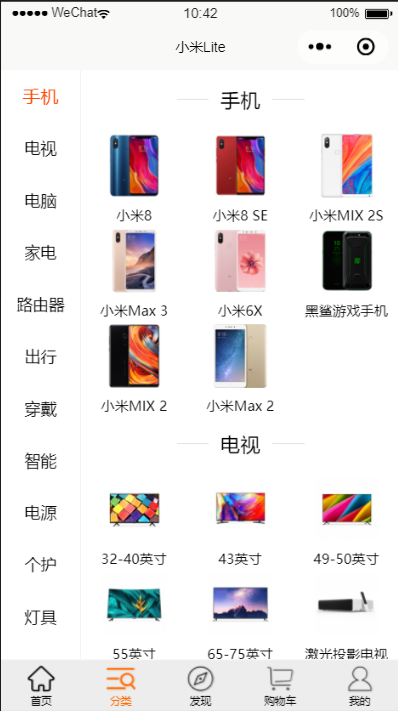 WeChat 10:42 100%
小米Lite
手机
电视
电脑
家电
路由器
出行
穿戴
智能
电源
个护
灯具
手机
小米8 小米8 SE 小米MIX 2S
小米Max 3 小米6X 黑鲨游戏手机
小米MIX 2 小米Max 2
电视
32-40英寸 43英寸 49-50英寸
55英寸 65-75英寸 激光投影电视
首页 分类 发现 购物车 我的